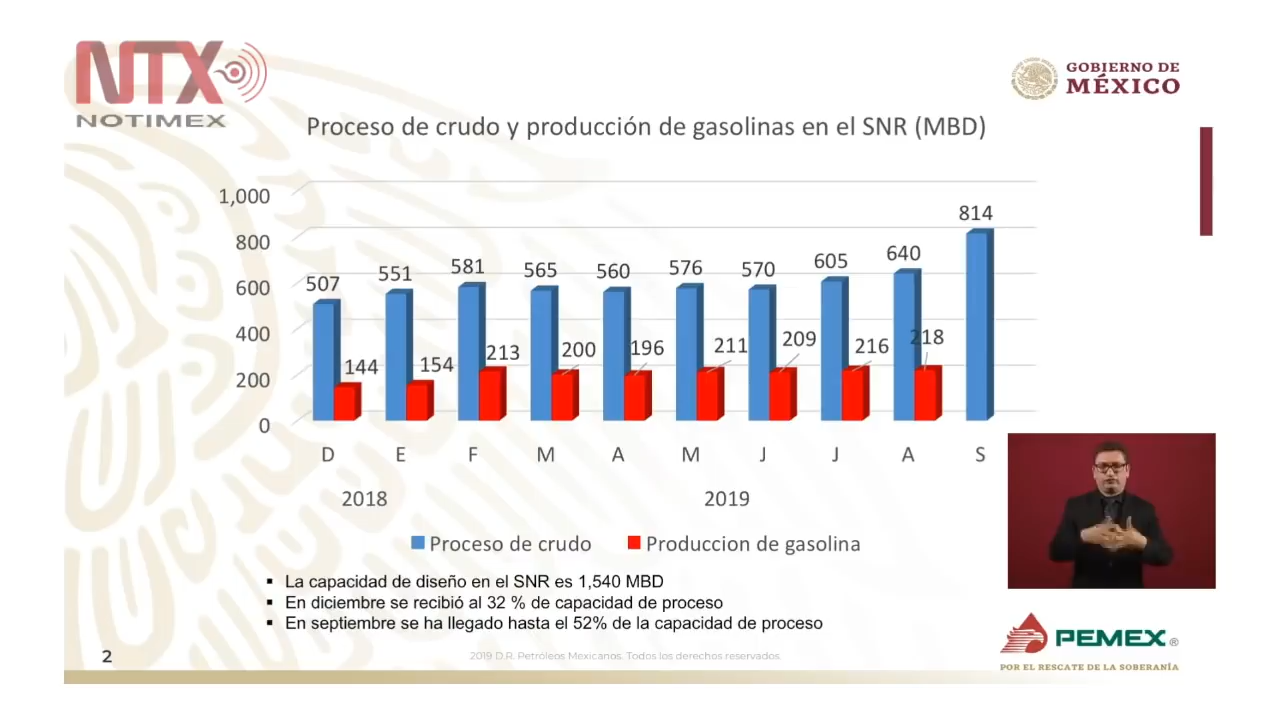 NTX
NOTIMEX
GOBIERNO DE
MÉXICO
Proceso de crudo y producción de gasolinas en el SNR (MBD)
1,000
800
600
400
200
0
507
551
581
565
560
576
570
605
640
814
144
154
213
200
196
211
209
216
218
D E F M A M J J A S
2018 2019
Proceso de crudo Produccion de gasolina
▪ La capacidad de diseño en el SNR es 1,540 MBD
▪ En diciembre se recibió al 32 % de capacidad de proceso
▪ En septiembre se ha llegado hasta el 52% de la capacidad de proceso
2
2019 D.R. Petróleos Mexicanos. Todos los derechos reservados
PEMEX®
POR EL RESCATE DE LA SOBERANÍA